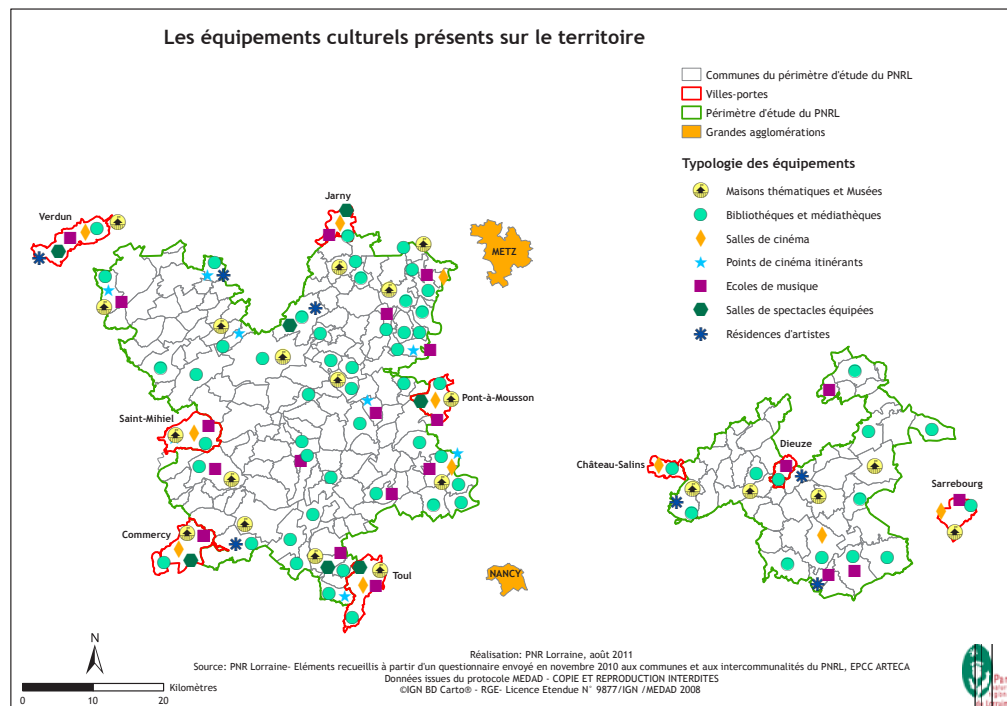 Les équipements culturels présents sur le territoire
Communes du périmètre d'étude du PNRL
Villes-portes
Périmètre d'étude du PNRL
Grandes agglomérations
Typologie des équipements
Maisons thématiques et Musées
Bibliothéques et médiathèques
Salles de cinéma
Points de cinéma itinérants
Ecoles de musique
Salles de spectacles équipées
Résidences d'artistes
Jarny
Verdun
METZ
Pont-à-Mousson
Saint-Mihiel
Dieuze
Château-Salins
Sarrebourg
Commercy
Toul
NANCY
N
0 10 20 Kilomètres
Réalisation: PNR Lorraine, août 2011
Source: PNR Lorraine- Eléments recueillis à partir d'un questionnaire envoyé en novembre 2010 aux communes et aux intercommunalités du PNRL, EPCC ARTECA
Données issues du protocole MEDAD - COPIE ET REPRODUCTION INTERDITES
©IGN BD Carto® - RGE- Licence Etendue N° 9877/IGN /MEDAD 2008